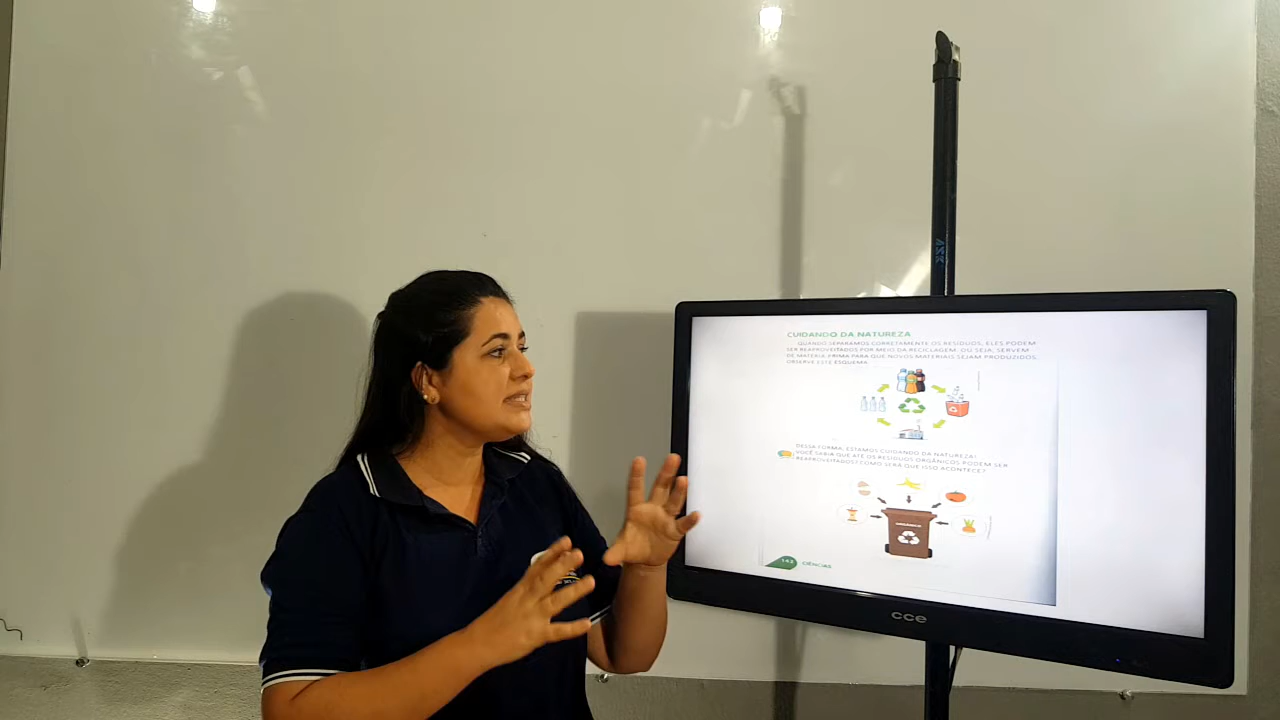 CUIDANDO DA NATUREZA
QUANDO SEPARAMOS CORRETAMENTE OS RESÍDUOS, ELES PODEM
SER REAPROVEITADOS POR MEIO DA RECICLAGEM, OU SEJA, SERVEM
DE MATÉRIA-PRIMA PARA QUE NOVOS MATERIAIS SEJAM PRODUZIDOS.
OBSERVE ESTE ESQUEMA.
DESSA FORMA, ESTAMOS CUIDANDO DA NATUREZA!
VOCÊ SABIA QUE ATÉ OS RESÍDUOS ORGÂNICOS PODEM SER
REAPROVEITADOS? COMO SERÁ QUE ISSO ACONTECE?
CIÊNCIAS
cce